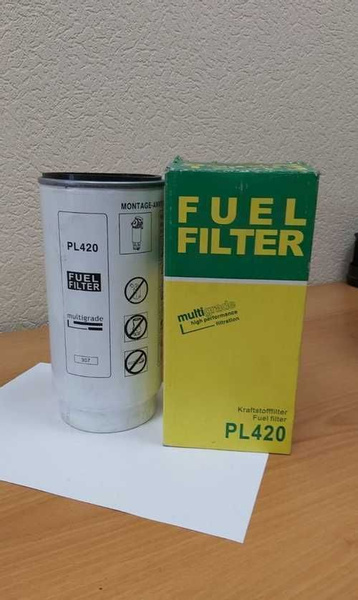 MONTAGE-
PL420
FUEL
FILTER
multigrade
FUEL
FILTER
multigrade
high performance
filtration
Kraftstofffilter
Fuel filter
PL420